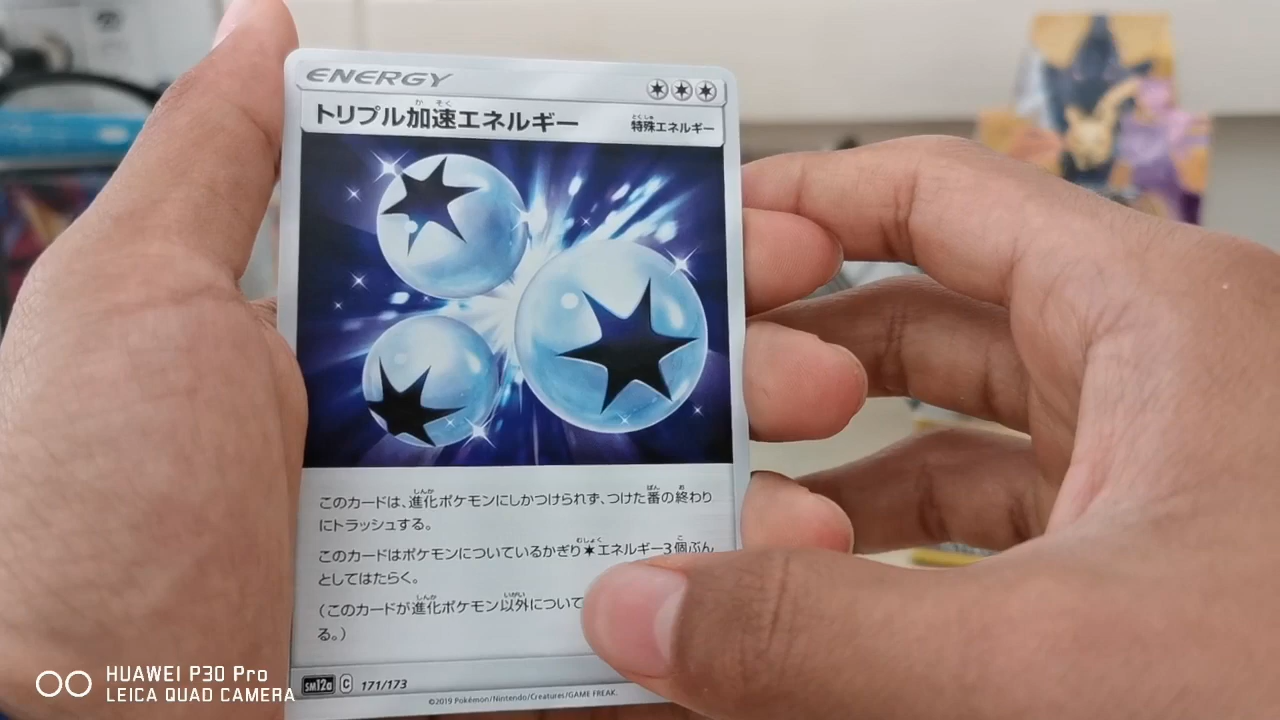 ENERGY
トリプル加速エネルギー
特殊エネルギー
このカードは、進化ポケモンにしかつけられず、つけた番の終わり
にトラッシュする。
このカードはポケモンについているかぎり✶エネルギー3個ぶん
としてはたらく。
(このカードが進化ポケモン以外について
る。)
SM12a C 171/173
©2019 Pokémon/Nintendo/Creatures/GAME FREAK.
HUAWEI P30 Pro
LEICA QUAD CAMERA